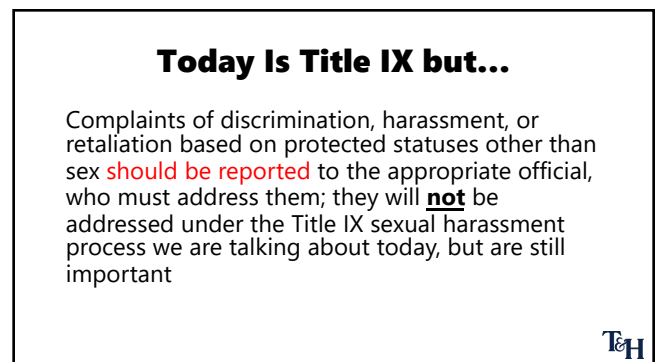 Today Is Title IX but...
Complaints of discrimination, harassment, or
retaliation based on protected statuses other than
sex should be reported to the appropriate official,
who must address them; they will not be
addressed under the Title IX sexual harassment
process we are talking about today, but are still
important
T&H